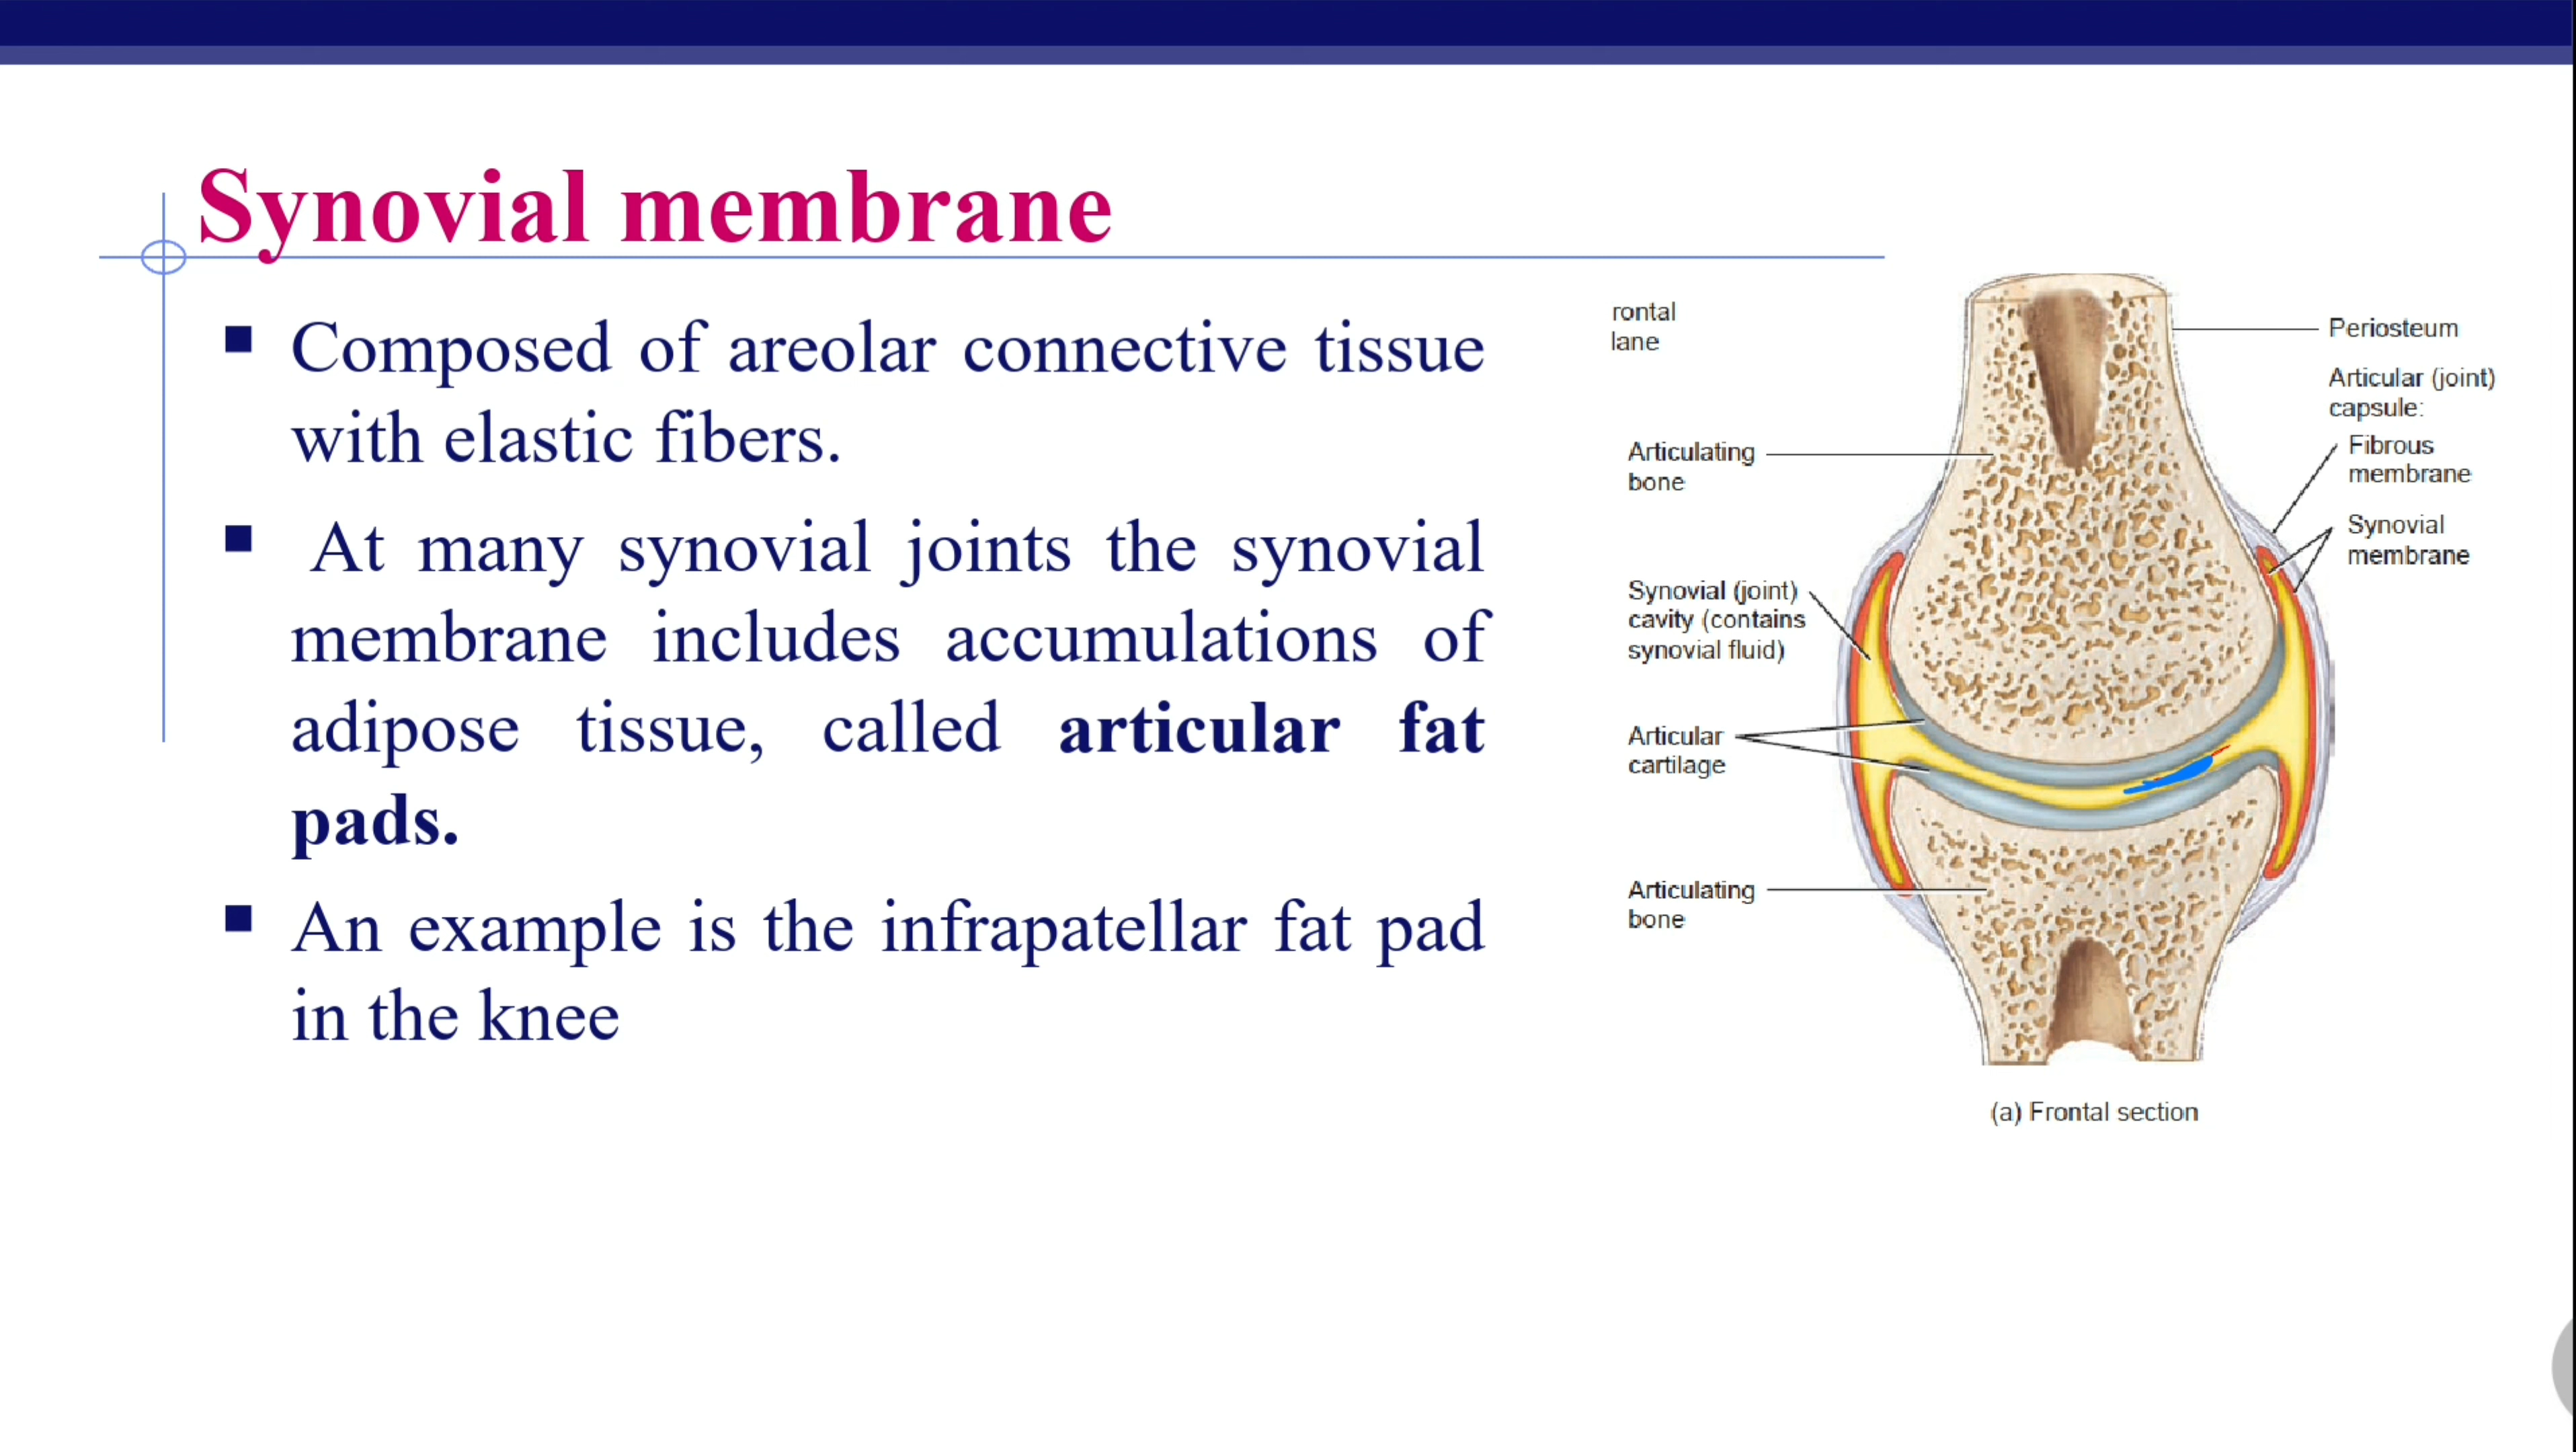 Synovial membrane
▪ Composed of areolar connective tissue
with elastic fibers.
▪ At many synovial joints the synovial
membrane includes accumulations of
adipose tissue, called articular fat
pads.
▪ An example is the infrapatellar fat pad
in the knee
rontal
lane
Articulating
bone
Synovial (joint)
cavity (contains
synovial fluid)
Articular
cartilage
Articulating
bone
Periosteum
Articular (joint)
capsule:
Fibrous
membrane
Synovial
membrane
(a) Frontal section